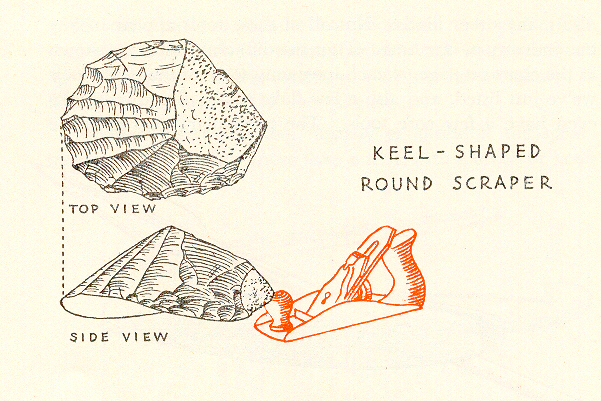 KEEL-SHAPED
ROUND SCRAPER
TOP VIEW
SIDE VIEW